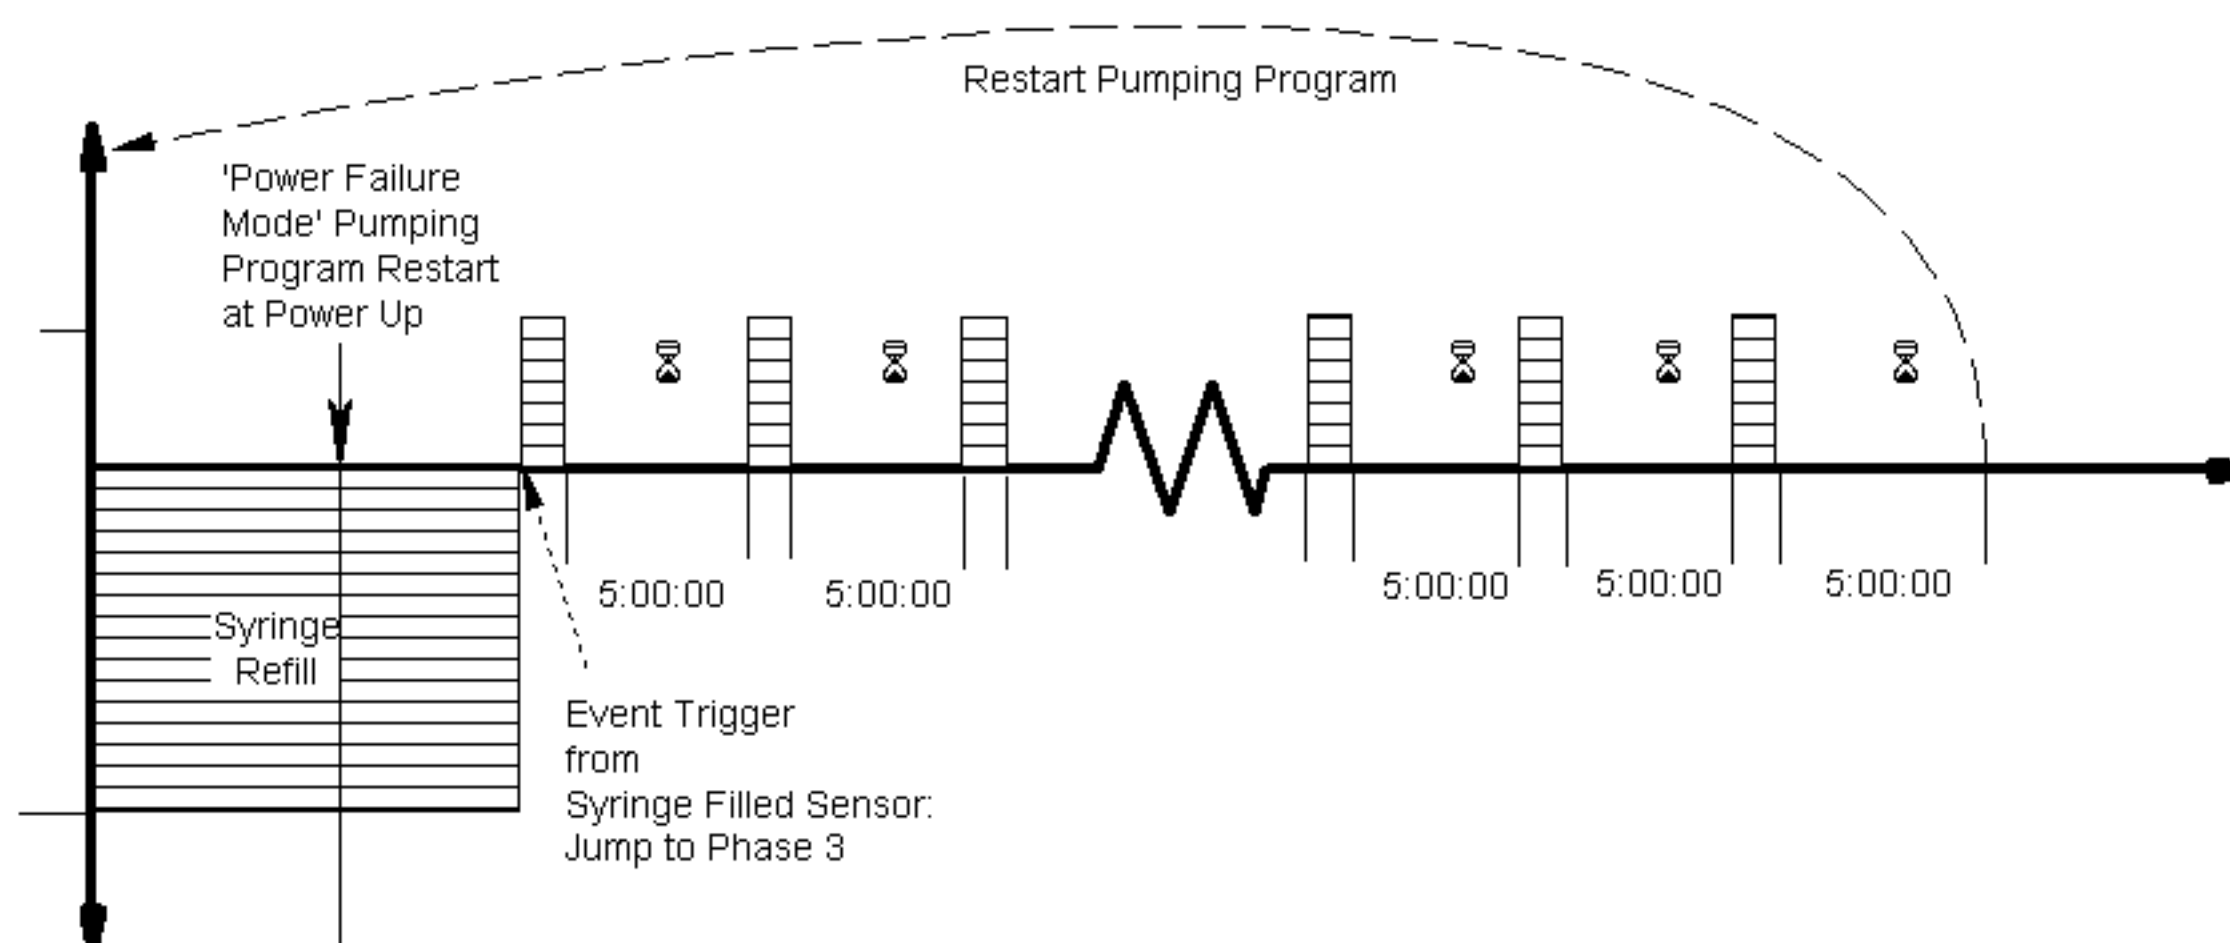 Restart Pumping Program
'Power Failure
Mode' Pumping
Program Restart
at Power Up
5:00:00
5:00:00
5:00:00
5:00:00
5:00:00
Syringe
Refill
Event Trigger
from
Syringe Filled Sensor:
Jump to Phase 3